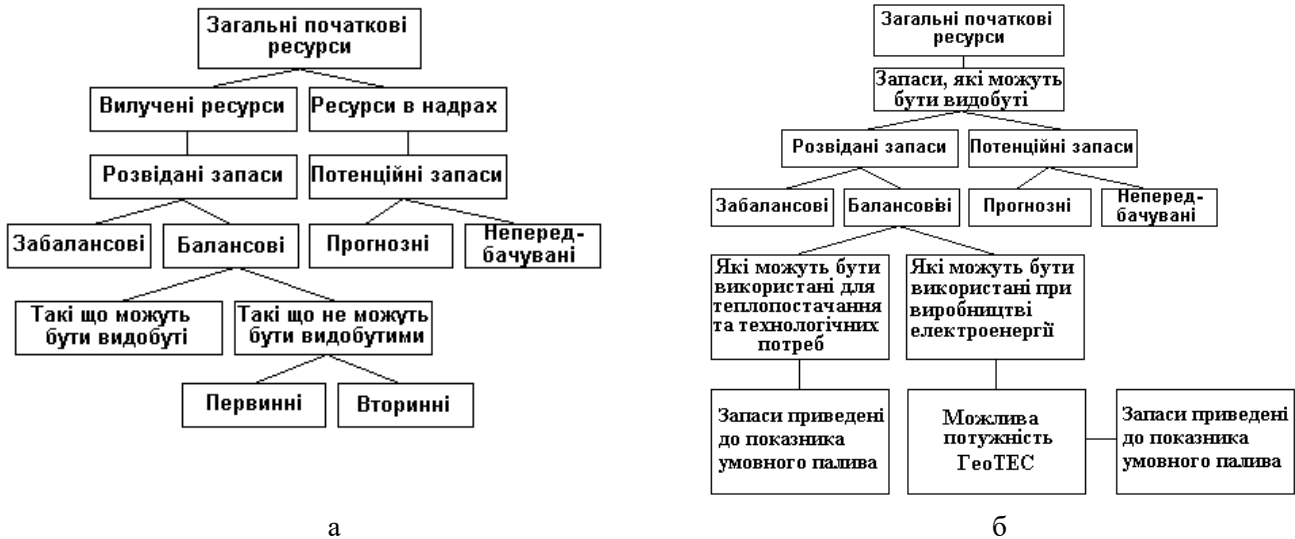 Загальні початкові
ресурси
Вилучені ресурси
Ресурси в надрах
Розвідані запаси
Потенційні запаси
Забалансові
Балансові
Прогнозні
Неперед-
бачувані
Такі що можуть
бути видобуті
Такі що не можуть
бути видобутими
Первинні
Вторинні
а
Загальні початкові
ресурси
Запаси, які можуть
бути видобуті
Розвідані запаси
Потенційні запаси
Забалансові
Балансовіві
Прогнозні
Неперед-
бачувані
Які можуть бути
використані для
теплопостачання
та технологічних
потреб
Які можуть бути
використані при
виробництві
електроенергії
Запаси приведені
до показника
умовного палива
Можлива
потужність
ГеоТЕС
Запаси приведені
до показника
умовного палива
б